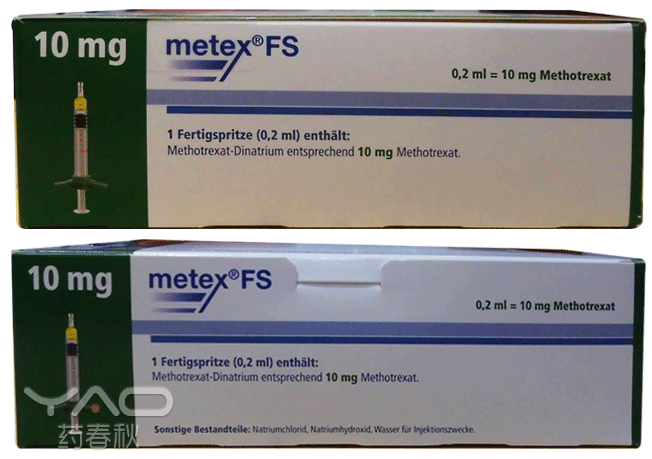 10 mg
metex®FS
0,2 ml = 10 mg Methotrexat
1 Fertigspritze (0,2 ml) enthält:
Methotrexat-Dinatrium entsprechend 10 mg Methotrexat.
10 mg
metex®FS
0,2 ml = 10 mg Methotrexat
1 Fertigspritze (0,2 ml) enthält:
Methotrexat-Dinatrium entsprechend 10 mg Methotrexat.
Sonstige Bestandteile: Natriumchlorid, Natriumhydroxid, Wasser für Injektionszwecke.
YAO
药春秋